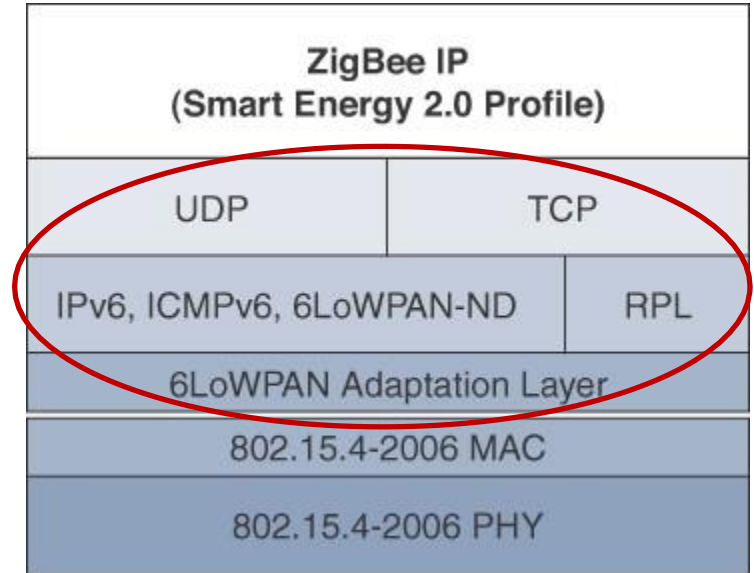 ZigBee IP
(Smart Energy 2.0 Profile)
UDP
TCP
IPv6, ICMPv6, 6LoWPAN-ND
RPL
6LoWPAN Adaptation Layer
802.15.4-2006 MAC
802.15.4-2006 PHY